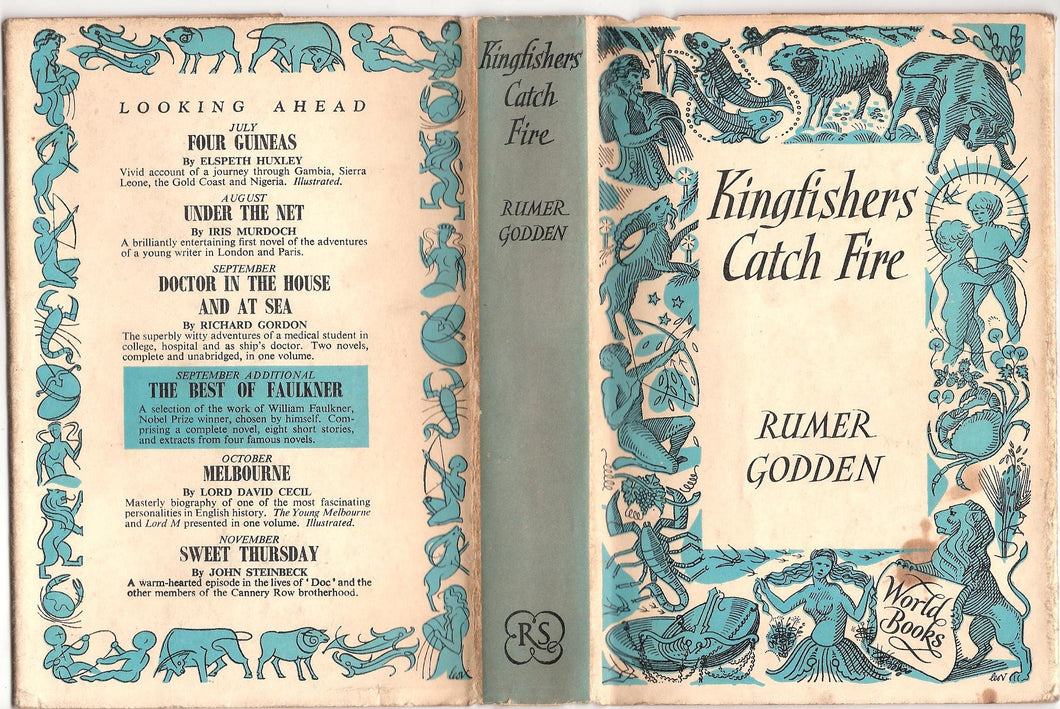 LOOKING AHEAD
JULY
FOUR GUINEAS
By ELSPETH HUXLEY
Vivid account of a journey through Gambia, Sierra
Leone, the Gold Coast and Nigeria. Illustrated.
AUGUST
UNDER THE NET
By IRIS MURDOCH
A brilliantly entertaining first novel of the adventures
of a young writer in London and Paris.
SEPTEMBER
DOCTOR IN THE HOUSE
AND AT SEA
By RICHARD GORDON
The superbly witty adventures of a medical student in
college, hospital and as ship's doctor. Two novels,
complete and unabridged, in one volume.
SEPTEMBER ADDITIONAL
THE BEST OF FAULKNER
A selection of the work of William Faulkner,
Nobel Prize winner, chosen by himself. Com-
prising a complete novel, eight short stories,
and extracts from four famous novels.
OCTOBER
MELBOURNE
By LORD DAVID CECIL
Masterly biography of one of the most fascinating
personalities in English history. The Young Melbourne
and Lord M presented in one volume. Illustrated.
NOVEMBER
SWEET THURSDAY
By JOHN STEINBECK
A warm-hearted episode in the lives of 'Doc' and the
other members of the Cannery Row brotherhood.
Kingfishers
Catch
Fire
RUMER
GODDEN
RS
Kingfishers
Catch Fire
RUMER
GODDEN
World
Books